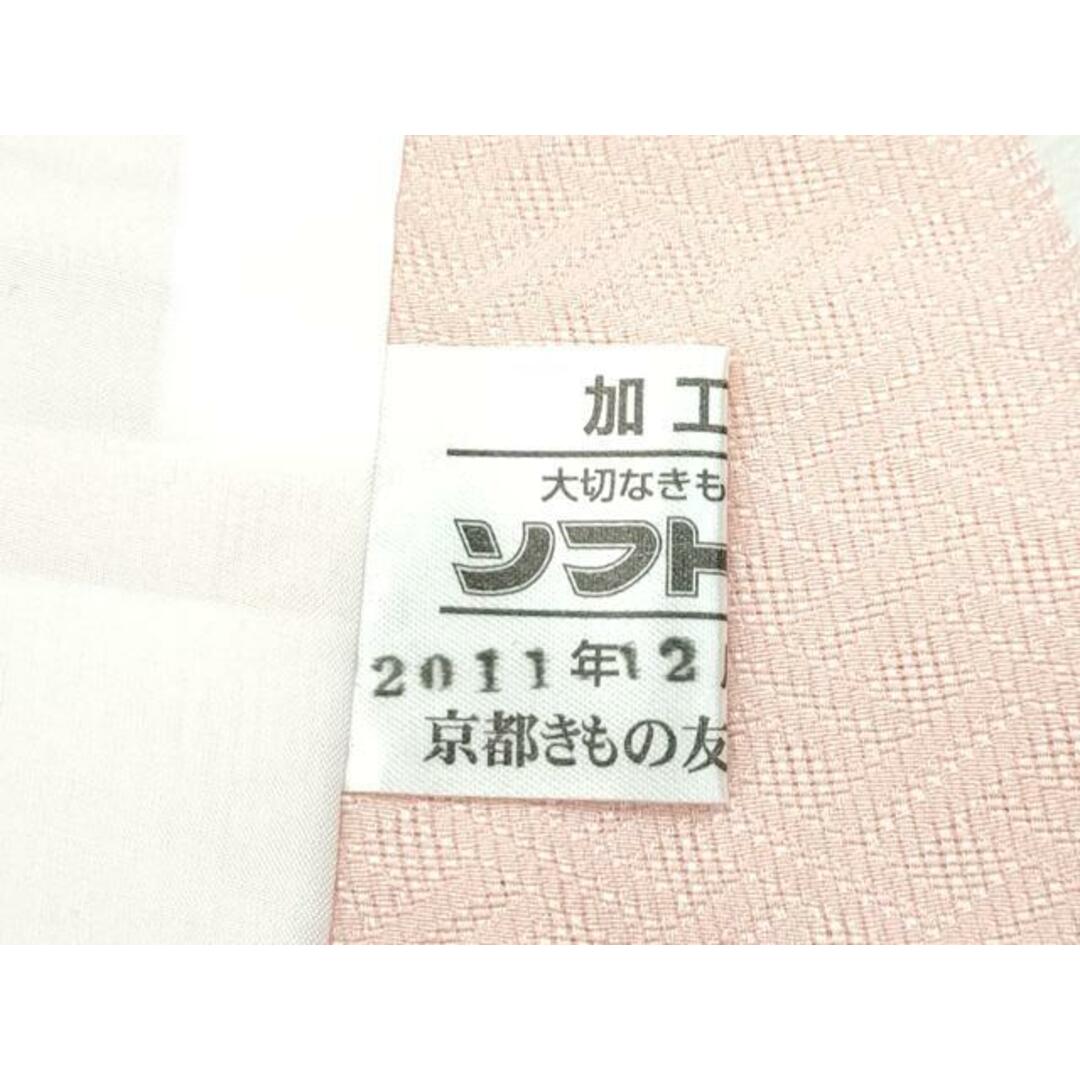 加工
大切なきも
ソフト
2011年12
京都きもの友